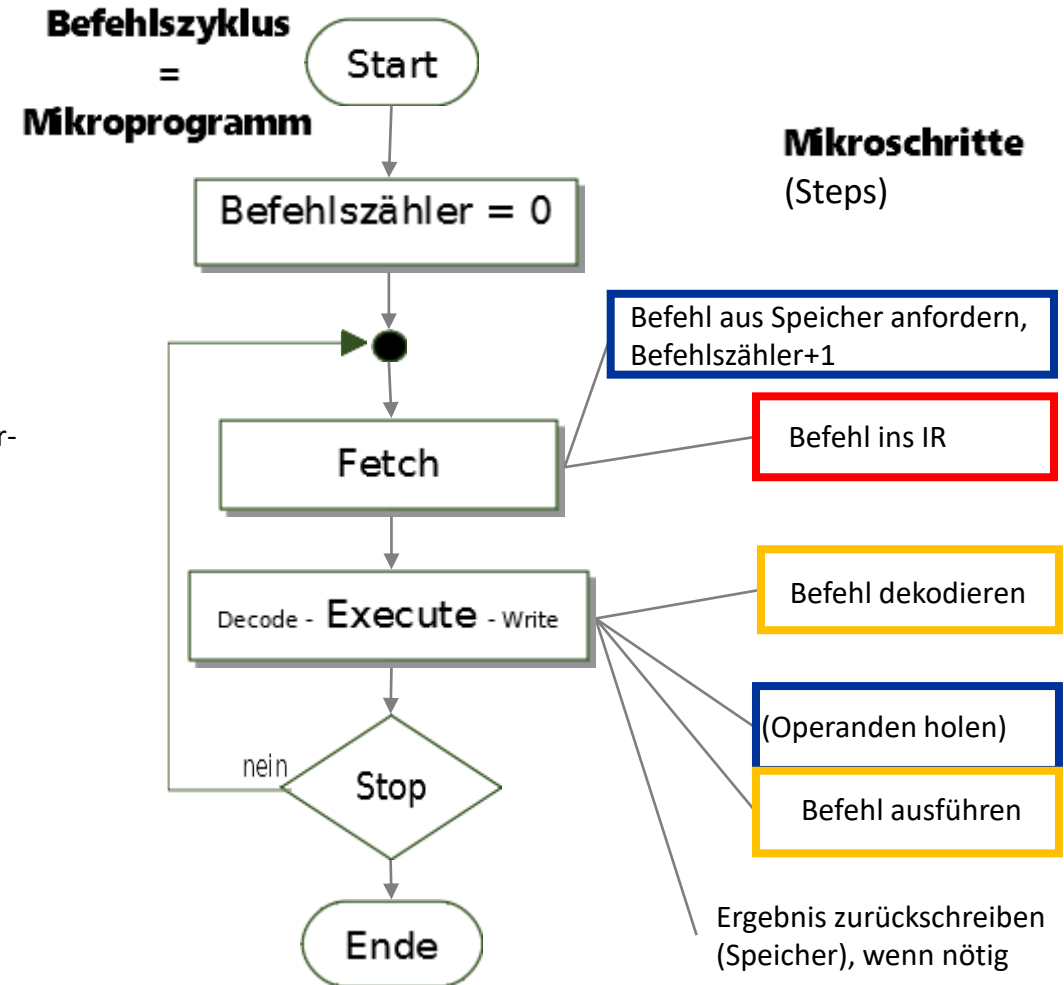 Befehlszyklus
=
Mikroprogramm
Start
Mikroschritte
(Steps)
Befehlszähler = 0
Befehl aus Speicher anfordern,
Befehlszähler+1
r-
Fetch
Befehl ins IR
Decode - Execute - Write
Befehl dekodieren
(Operanden holen)
nein
Stop
Befehl ausführen
Ergebnis zurückschreiben
(Speicher), wenn nötig
Ende